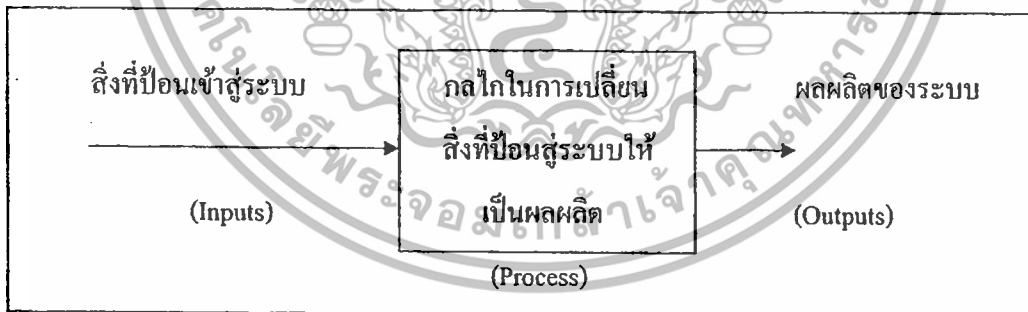 สิ่งที่ป้อนเข้าสู่ระบบ
กลไกในการเปลี่ยน
ผลผลิตของระบบ
สิ่งที่ป้อนสู่ระบบให้
เป็นผลผลิต
(Inputs)
(Outputs)
(Process)